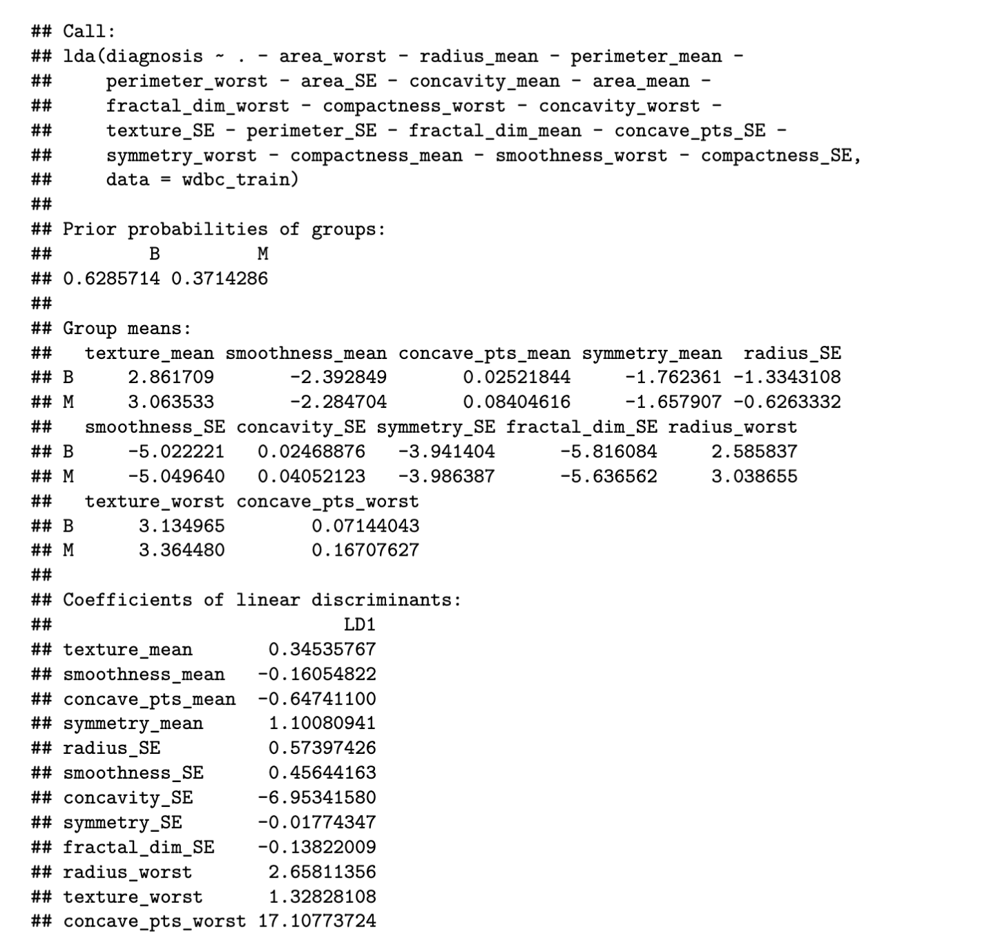 ## Call:
## lda(diagnosis ~ . - area_worst - radius_mean - perimeter_mean -
##     perimeter_worst - area_SE - concavity_mean - area_mean -
##     fractal_dim_worst - compactness_worst - concavity_worst -
##     texture_SE - perimeter_SE - fractal_dim_mean - concave_pts_SE -
##     symmetry_worst - compactness_mean - smoothness_worst - compactness_SE,
##     data = wdbc_train)
##
## Prior probabilities of groups:
##         B         M
## 0.6285714 0.3714286
##
## Group means:
##   texture_mean smoothness_mean concave_pts_mean symmetry_mean  radius_SE
## B     2.861709       -2.392849       0.02521844     -1.762361 -1.3343108
## M     3.063533       -2.284704       0.08404616     -1.657907 -0.6263332
##   smoothness_SE concavity_SE symmetry_SE fractal_dim_SE radius_worst
## B     -5.022221   0.02468876   -3.941404      -5.816084     2.585837
## M     -5.049640   0.04052123   -3.986387      -5.636562     3.038655
##   texture_worst concave_pts_worst
## B      3.134965        0.07144043
## M      3.364480        0.16707627
##
## Coefficients of linear discriminants:
##                           LD1
## texture_mean       0.34535767
## smoothness_mean   -0.16054822
## concave_pts_mean  -0.64741100
## symmetry_mean      1.10080941
## radius_SE          0.57397426
## smoothness_SE      0.45644163
## concavity_SE      -6.95341580
## symmetry_SE       -0.01774347
## fractal_dim_SE    -0.13822009
## radius_worst       2.65811356
## texture_worst      1.32828108
## concave_pts_worst 17.10773724